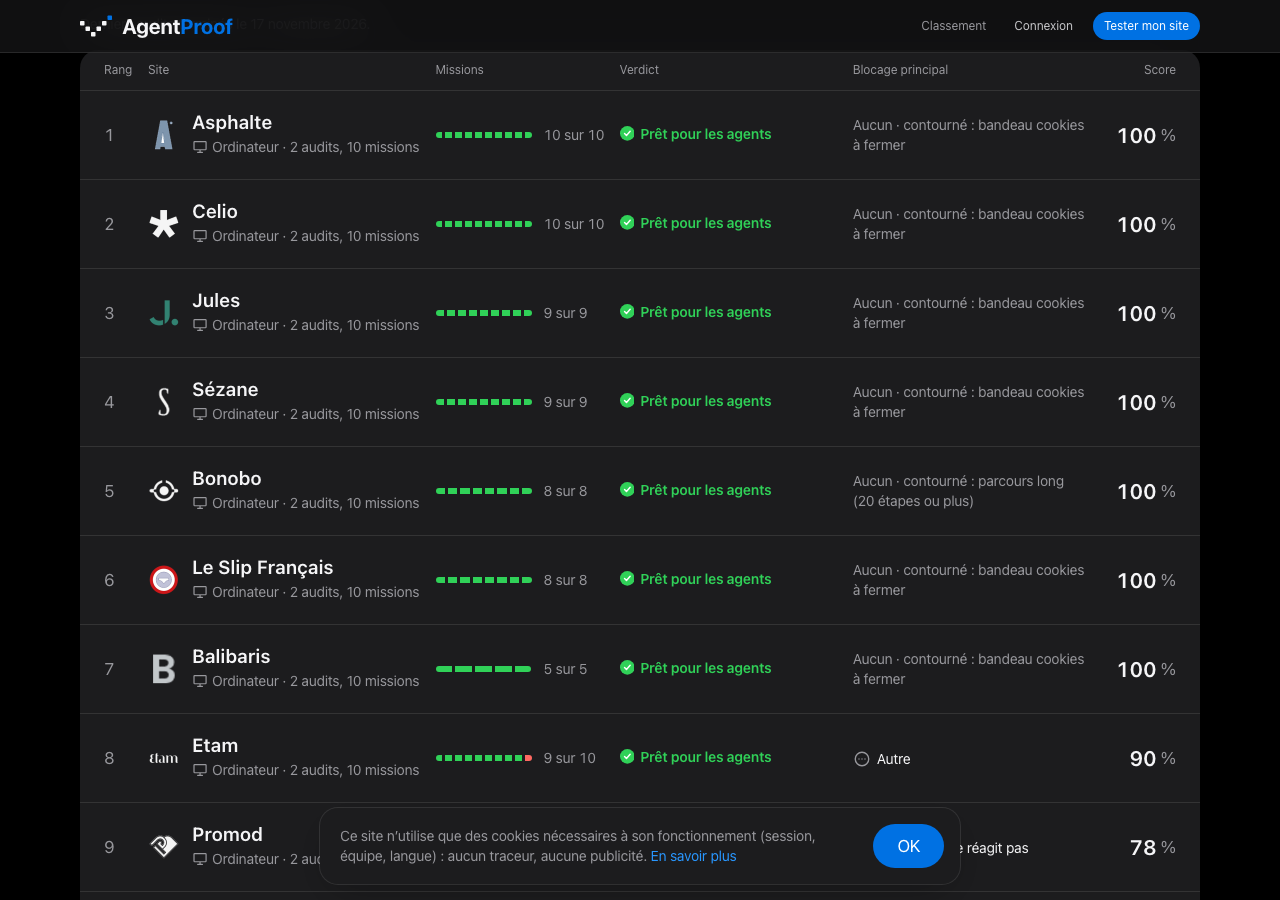 AgentProof
le 17 novembre 2026
Classement
Connexion
Tester mon site
Rang
Site
Missions
Verdict
Blocage principal
Score
1
Asphalte
Ordinateur · 2 audits, 10 missions
10 sur 10
Prêt pour les agents
Aucun · contourné : bandeau cookies
à fermer
100 %
2
Celio
Ordinateur · 2 audits, 10 missions
10 sur 10
Prêt pour les agents
Aucun · contourné : bandeau cookies
à fermer
100 %
3
J.
Jules
Ordinateur · 2 audits, 10 missions
9 sur 9
Prêt pour les agents
Aucun · contourné : bandeau cookies
à fermer
100 %
4
S
Sézane
Ordinateur · 2 audits, 10 missions
9 sur 9
Prêt pour les agents
Aucun · contourné : bandeau cookies
à fermer
100 %
5
Bonobo
Ordinateur · 2 audits, 10 missions
8 sur 8
Prêt pour les agents
Aucun · contourné : parcours long
(20 étapes ou plus)
100 %
6
Le Slip Français
Ordinateur · 2 audits, 10 missions
8 sur 8
Prêt pour les agents
Aucun · contourné : bandeau cookies
à fermer
100 %
7
B
Balibaris
Ordinateur · 2 audits, 10 missions
5 sur 5
Prêt pour les agents
Aucun · contourné : bandeau cookies
à fermer
100 %
8
Etam
Etam
Ordinateur · 2 audits, 10 missions
9 sur 10
Prêt pour les agents
Autre
90 %
9
Promod
Ordinateur · 2 aud
réagit pas
78 %
Ce site n’utilise que des cookies nécessaires à son fonctionnement (session,
équipe, langue) : aucun traceur, aucune publicité. En savoir plus
OK